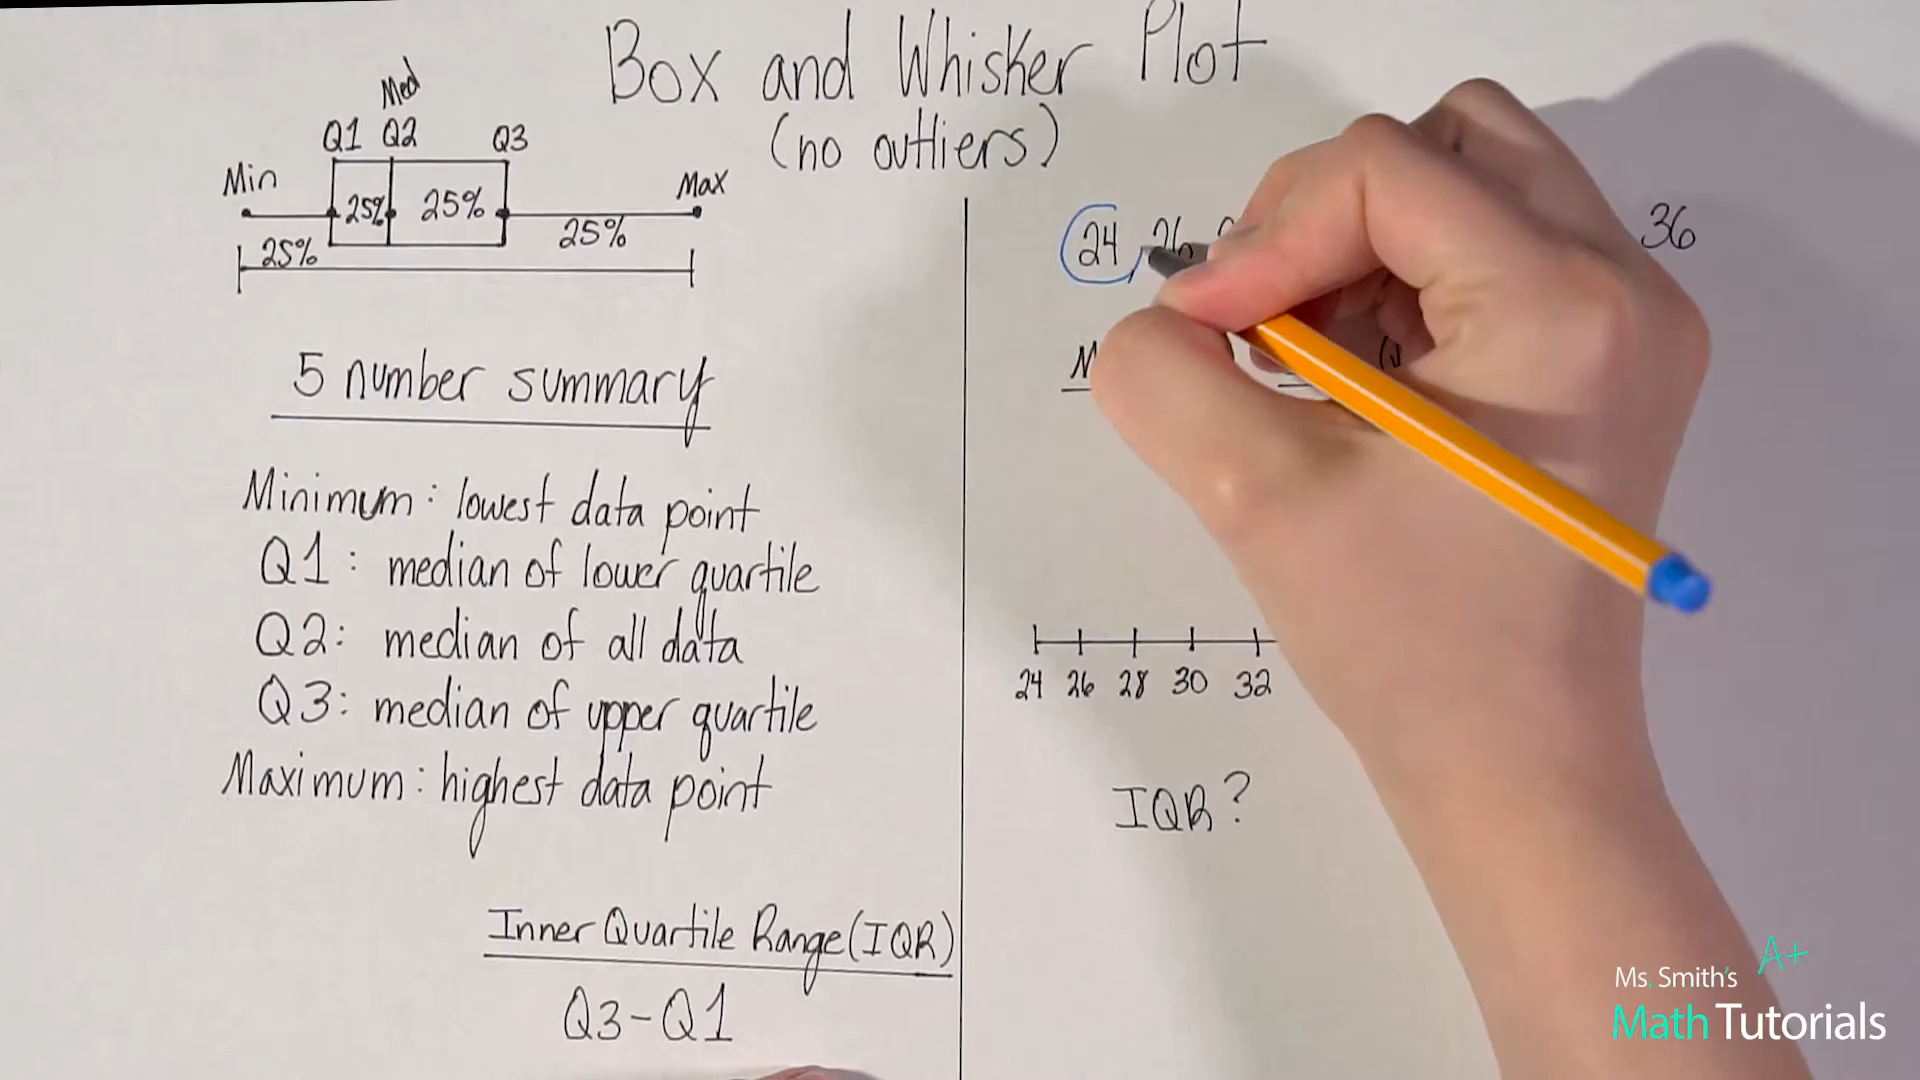 Box and Whisker Plot
(no outliers)
Med
Q1 Q2 Q3
Min
Max
25% 25%
25% 25%
5 number summary
Minimum: lowest data point
Q1: median of lower quartile
Q2: median of all data
Q3: median of upper quartile
Maximum: highest data point
Inner Quartile Range (IQR)
Q3-Q1
24, 26 36
24 26 28 30 32
IQR?
A+
Ms. Smith's
Math Tutorials